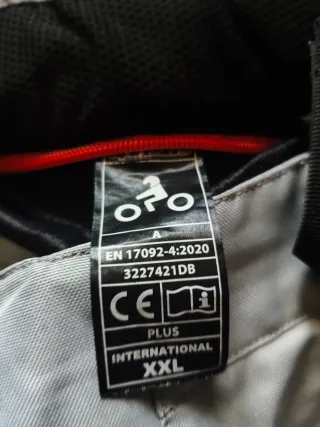 A
EN 17092-4:2020
3227421DB
CE i
PLUS
INTERNATIONAL
XXL